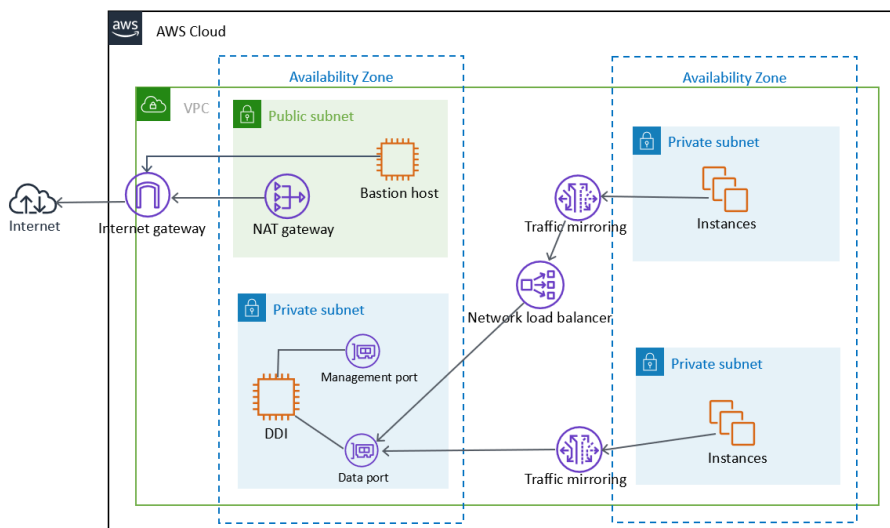 aws
AWS Cloud
Availability Zone
Availability Zone
VPC
Public subnet
Private subnet
Bastion host
Instances
Traffic mirroring
Internet
Internet gateway
NAT gateway
Network load balancer
Private subnet
Private subnet
Management port
DDI
Data port
Instances
Traffic mirroring